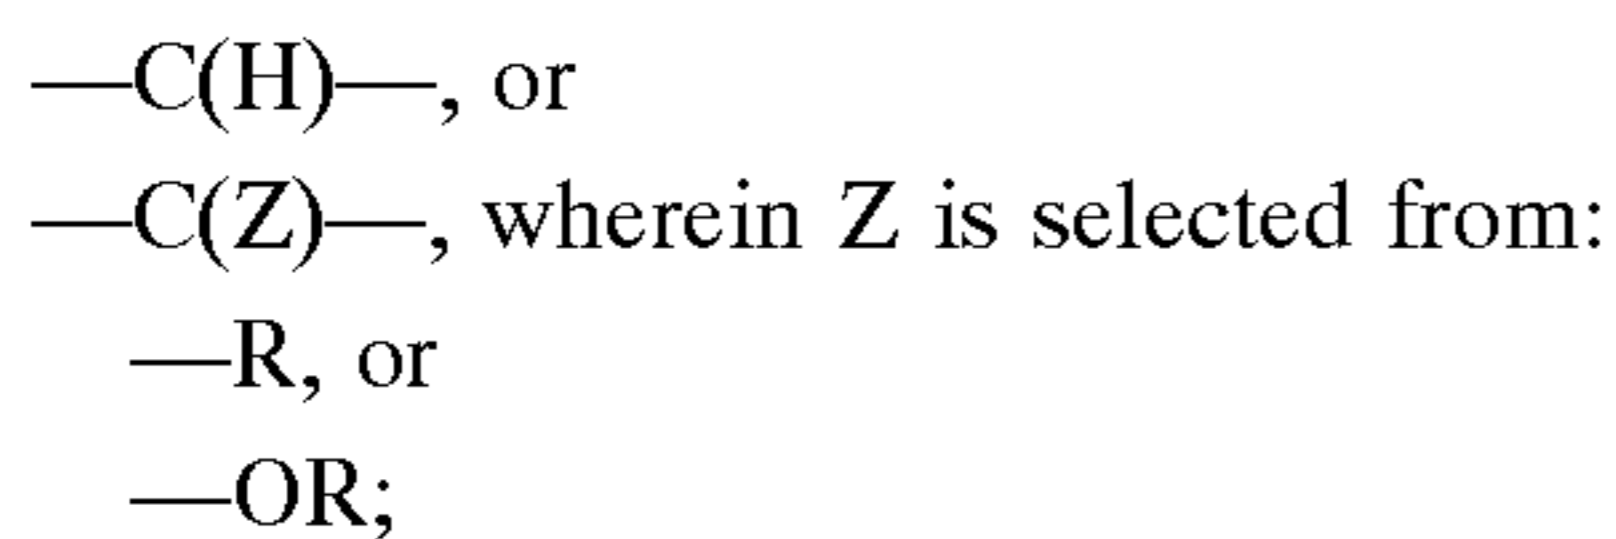 —C(H)—, or
—C(Z)—, wherein Z is selected from:
—R, or
—OR;